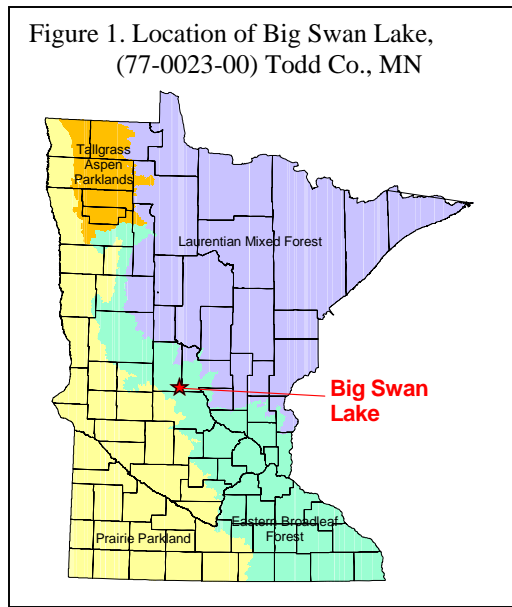 Figure 1. Location of Big Swan Lake,
(77-0023-00) Todd Co., MN
Tallgrass
Aspen
Parklands
Laurentian Mixed Forest
Big Swan
Lake
Eastern Broadleaf
Forest
Prairie Parkland